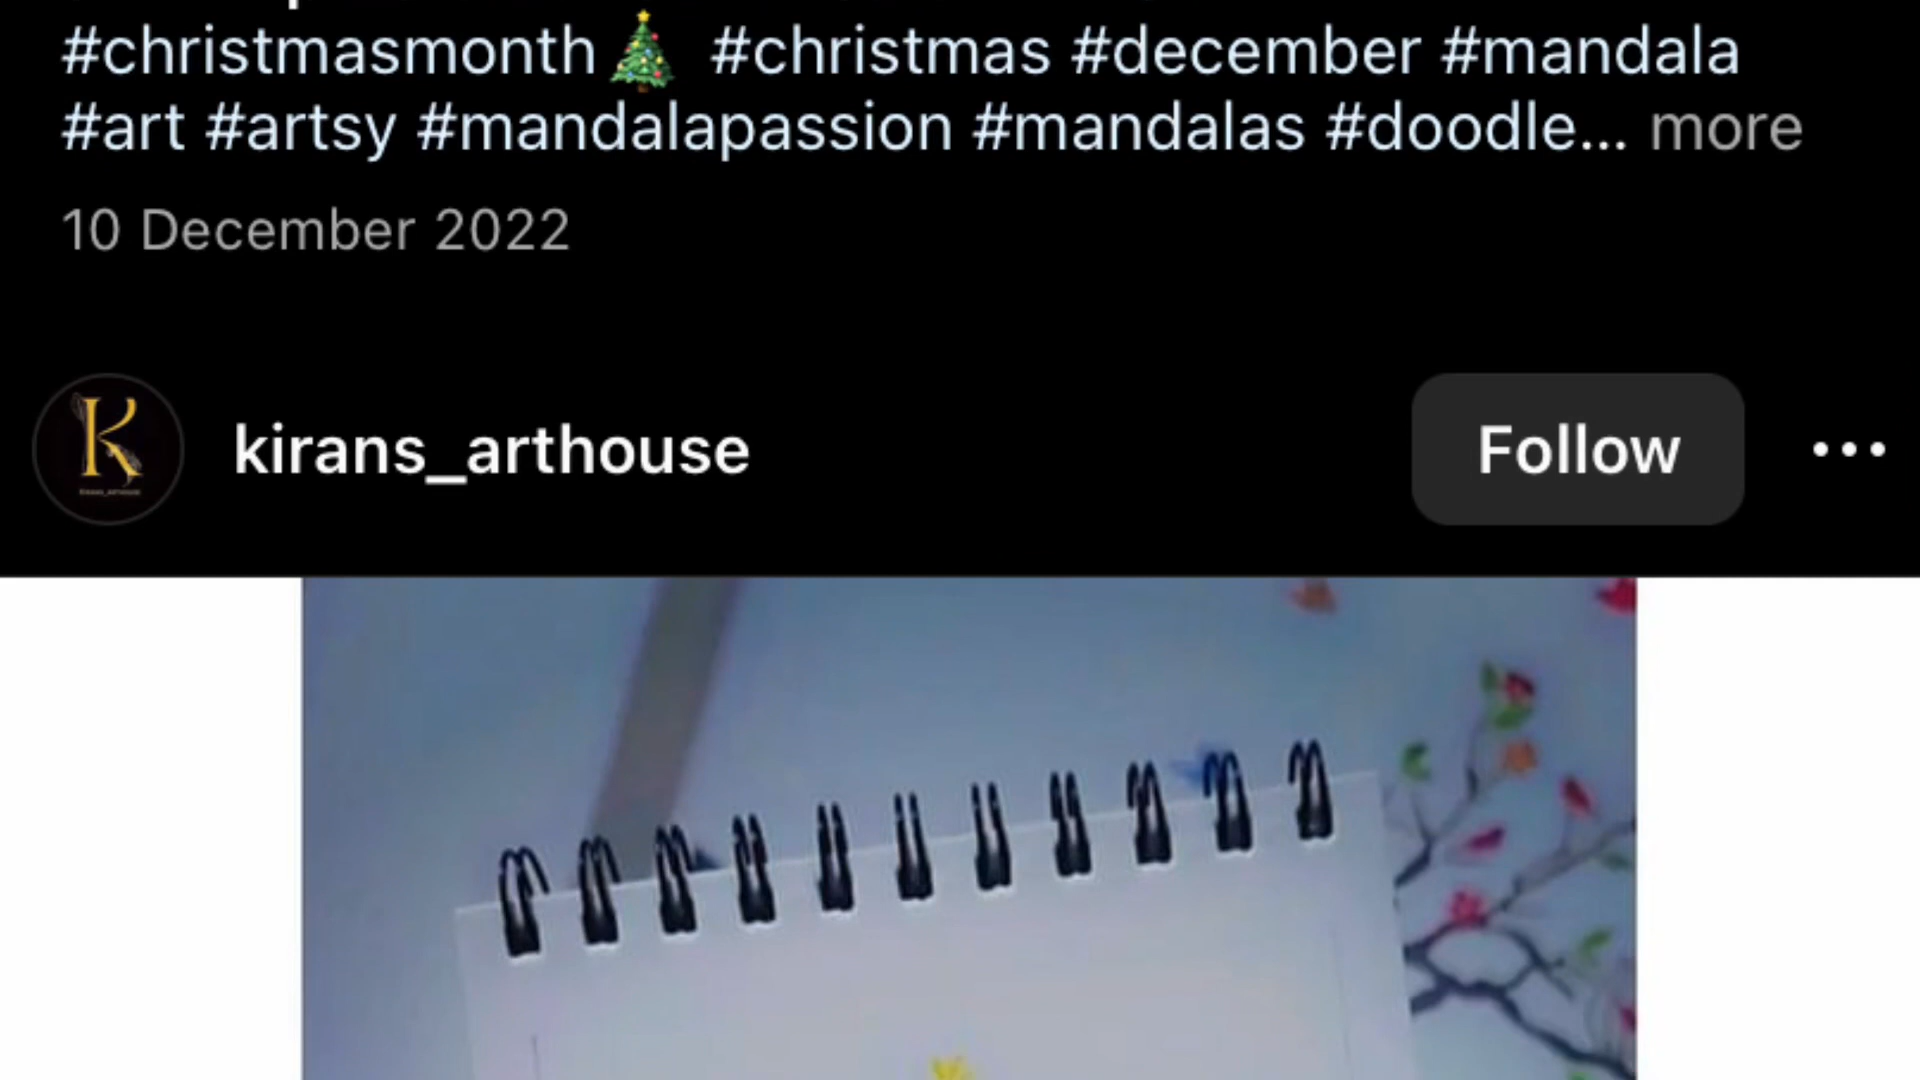 #christmasmonth🎄 #christmas #december #mandala
#art #artsy #mandalapassion #mandalas #doodle... more
10 December 2022
K
kirans_arthouse
Follow